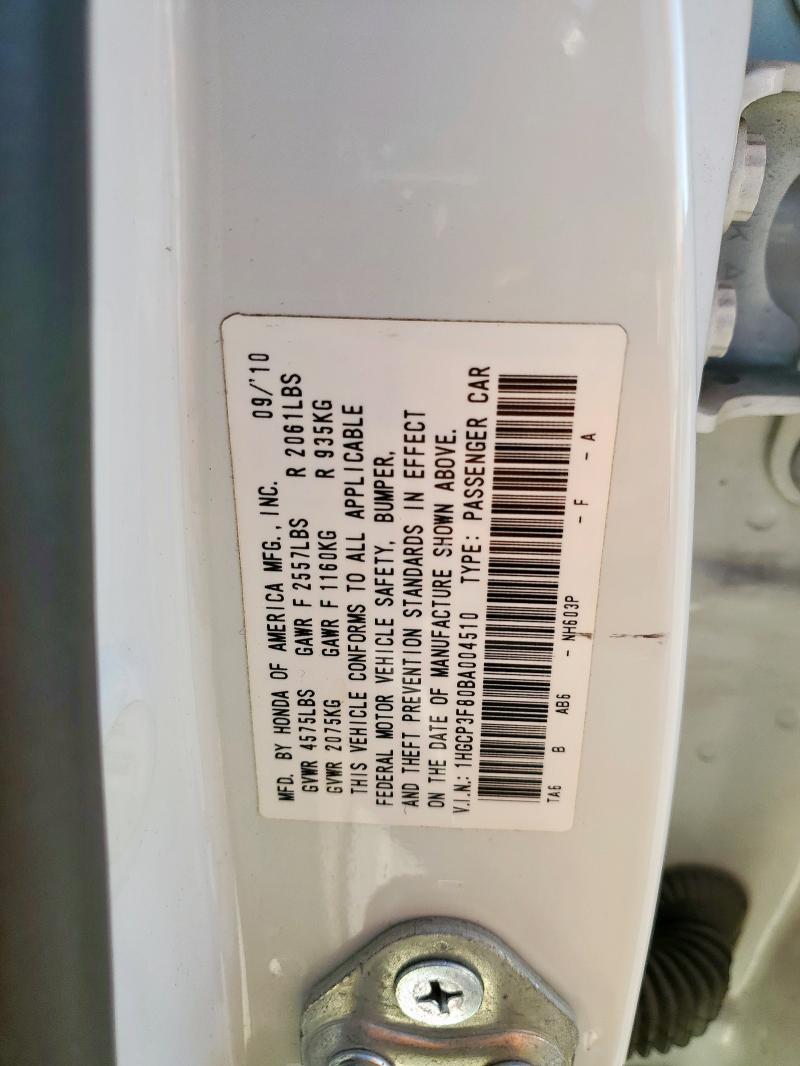 MFD. BY HONDA OF AMERICA MFG., INC. 09/'10
GVWR 4575LBS GAWR F 2557LBS R 2061LBS
GVWR 2075KG GAWR F 1160KG R 935KG
THIS VEHICLE CONFORMS TO ALL APPLICABLE
FEDERAL MOTOR VEHICLE SAFETY, BUMPER,
AND THEFT PREVENTION STANDARDS IN EFFECT
ON THE DATE OF MANUFACTURE SHOWN ABOVE.
V.I.N.: 1HGCP3F80BA004510 TYPE: PASSENGER CAR
TA6 B AB6 - NH603P - F - A